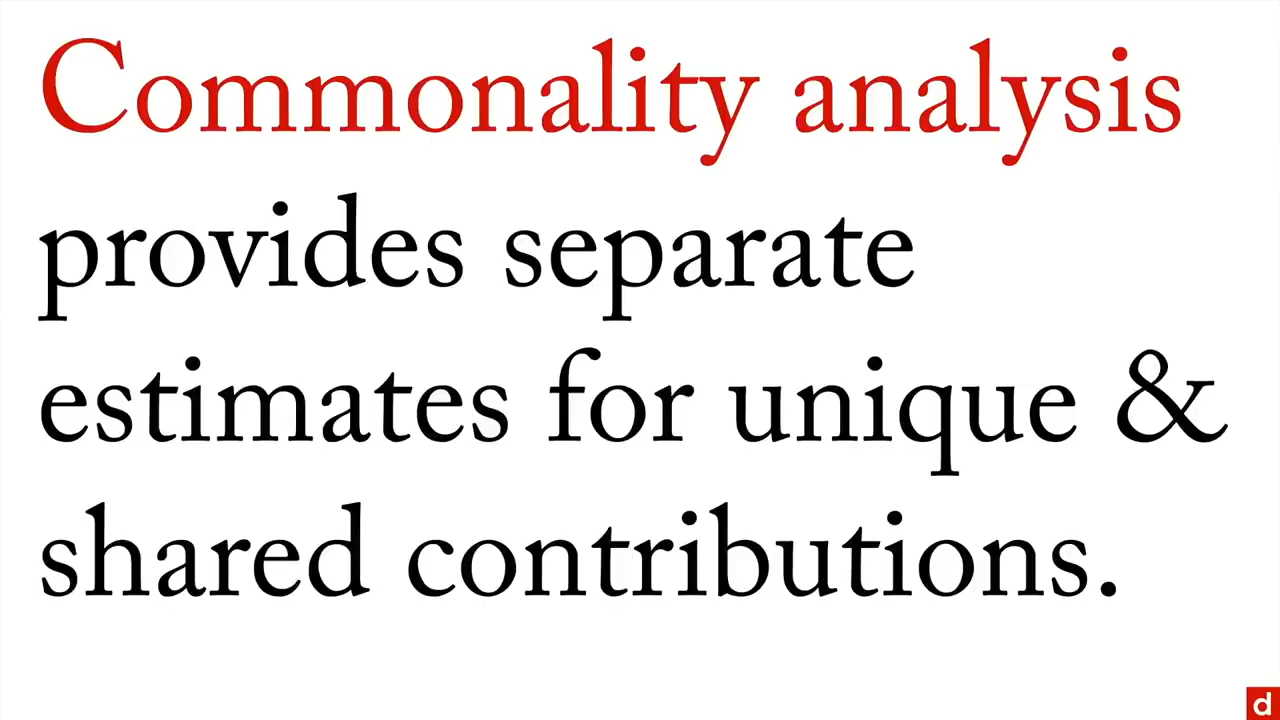 Commonality analysis
provides separate
estimates for unique &
shared contributions.
d